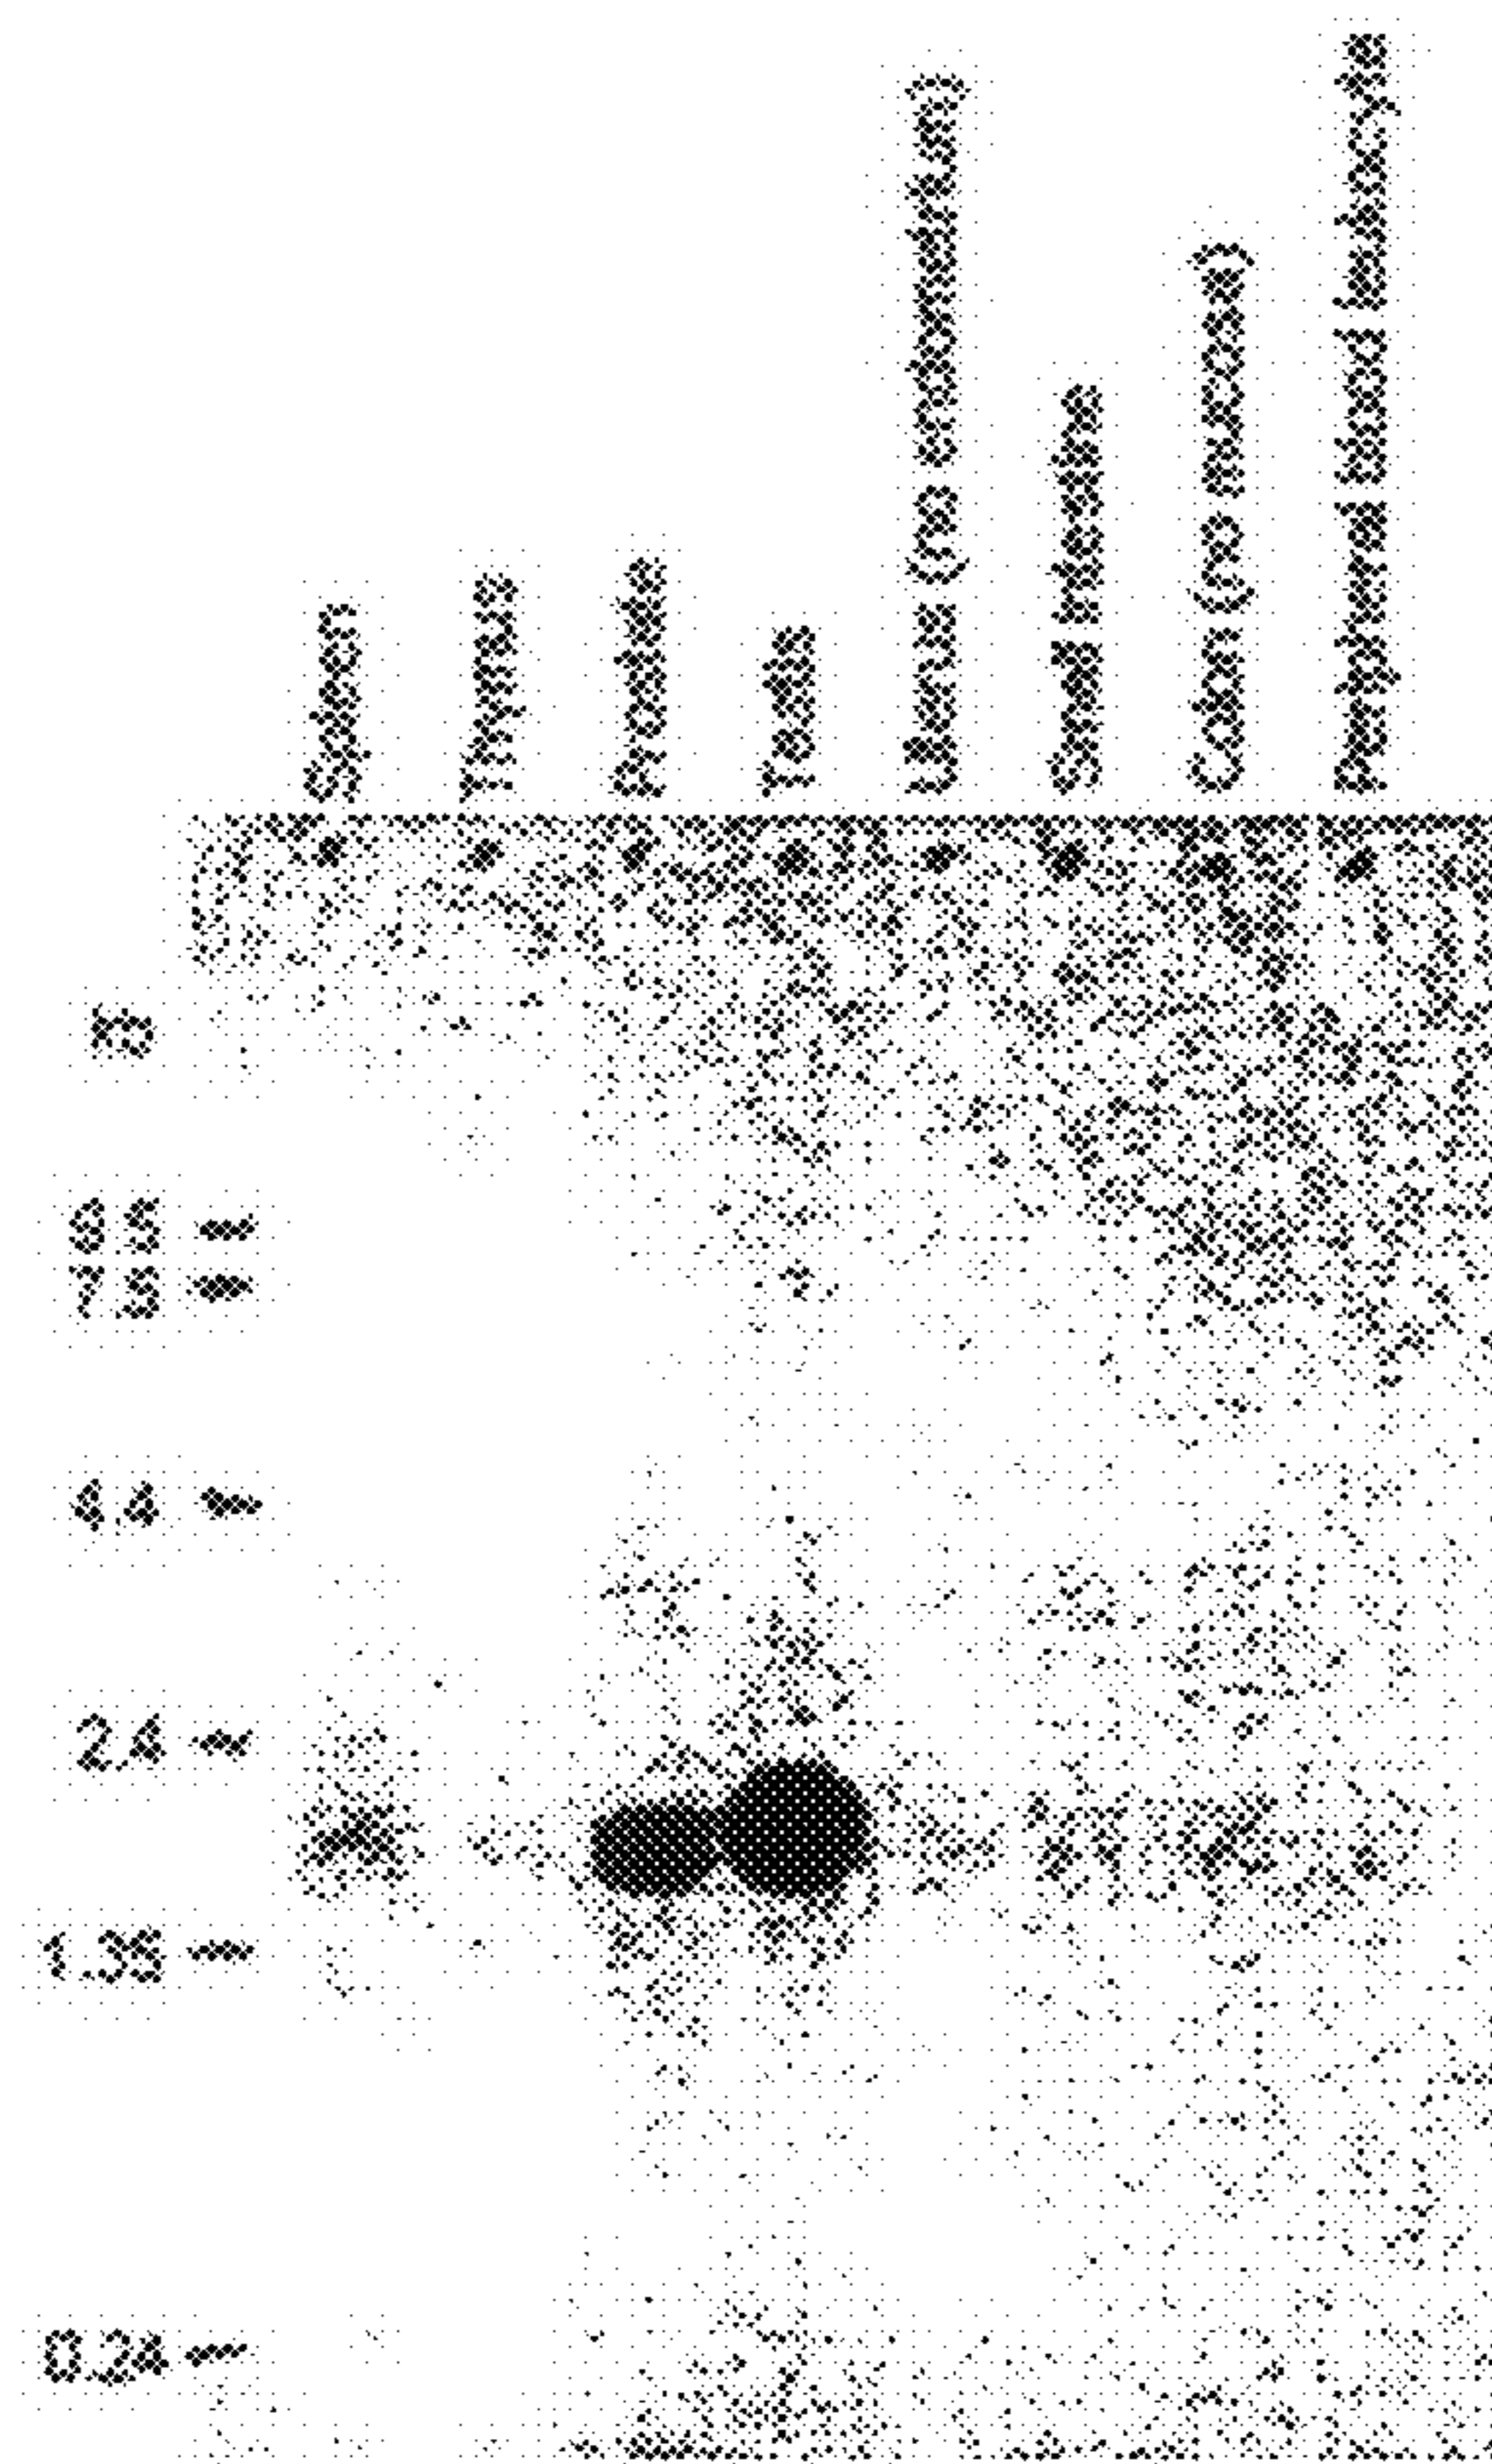 Spleen
Thymus
Prostate
Testis
Uterus (no endometrium)
Small intestine
Colon (no mucosa)
Peripheral blood leukocyte
kb
9.5
7.5
4.4
2.4
1.35
0.24